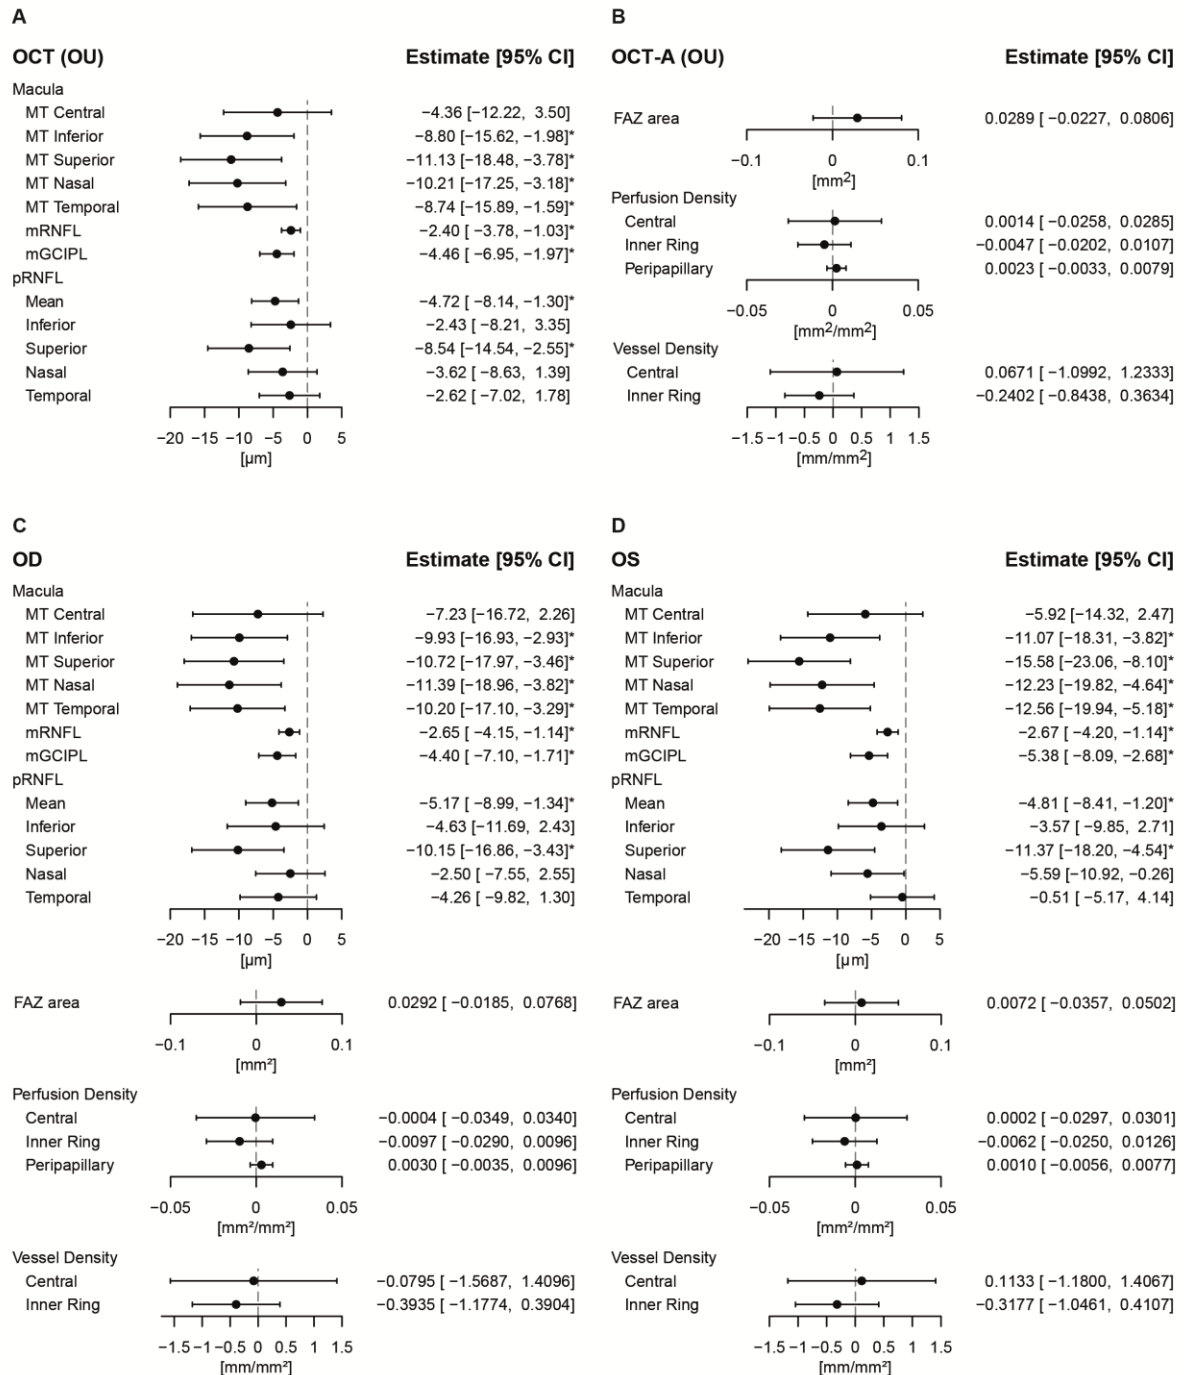 A
OCT (OU) Estimate [95% CI]
Macula
MT Central −4.36 [−12.22, 3.50]
MT Inferior −8.80 [−15.62, −1.98]*
MT Superior −11.13 [−18.48, −3.78]*
MT Nasal −10.21 [−17.25, −3.18]*
MT Temporal −8.74 [−15.89, −1.59]*
mRNFL −2.40 [ −3.78, −1.03]*
mGCIPL −4.46 [ −6.95, −1.97]*
pRNFL
Mean −4.72 [ −8.14, −1.30]*
Inferior −2.43 [ −8.21, 3.35]
Superior −8.54 [−14.54, −2.55]*
Nasal −3.62 [ −8.63, 1.39]
Temporal −2.62 [ −7.02, 1.78]
−20 −15 −10 −5 0 5
[µm]
B
OCT-A (OU) Estimate [95% CI]
FAZ area 0.0289 [ −0.0227, 0.0806]
−0.1 0 0.1
[mm²]
Perfusion Density
Central 0.0014 [ −0.0258, 0.0285]
Inner Ring −0.0047 [ −0.0202, 0.0107]
Peripapillary 0.0023 [ −0.0033, 0.0079]
−0.05 0 0.05
[mm²/mm²]
Vessel Density
Central 0.0671 [ −1.0992, 1.2333]
Inner Ring −0.2402 [ −0.8438, 0.3634]
−1.5 −1 −0.5 0 0.5 1 1.5
[mm/mm²]
C
OD Estimate [95% CI]
Macula
MT Central −7.23 [−16.72, 2.26]
MT Inferior −9.93 [−16.93, −2.93]*
MT Superior −10.72 [−17.97, −3.46]*
MT Nasal −11.39 [−18.96, −3.82]*
MT Temporal −10.20 [−17.10, −3.29]*
mRNFL −2.65 [ −4.15, −1.14]*
mGCIPL −4.40 [ −7.10, −1.71]*
pRNFL
Mean −5.17 [ −8.99, −1.34]*
Inferior −4.63 [−11.69, 2.43]
Superior −10.15 [−16.86, −3.43]*
Nasal −2.50 [ −7.55, 2.55]
Temporal −4.26 [ −9.82, 1.30]
−20 −15 −10 −5 0 5
[µm]
FAZ area 0.0292 [ −0.0185, 0.0768]
−0.1 0 0.1
[mm²]
Perfusion Density
Central −0.0004 [ −0.0349, 0.0340]
Inner Ring −0.0097 [ −0.0290, 0.0096]
Peripapillary 0.0030 [ −0.0035, 0.0096]
−0.05 0 0.05
[mm²/mm²]
Vessel Density
Central −0.0795 [ −1.5687, 1.4096]
Inner Ring −0.3935 [ −1.1774, 0.3904]
−1.5 −1 −0.5 0 0.5 1 1.5
[mm/mm²]
D
OS Estimate [95% CI]
Macula
MT Central −5.92 [−14.32, 2.47]
MT Inferior −11.07 [−18.31, −3.82]*
MT Superior −15.58 [−23.06, −8.10]*
MT Nasal −12.23 [−19.82, −4.64]*
MT Temporal −12.56 [−19.94, −5.18]*
mRNFL −2.67 [ −4.20, −1.14]*
mGCIPL −5.38 [ −8.09, −2.68]*
pRNFL
Mean −4.81 [ −8.41, −1.20]*
Inferior −3.57 [ −9.85, 2.71]
Superior −11.37 [−18.20, −4.54]*
Nasal −5.59 [−10.92, −0.26]
Temporal −0.51 [ −5.17, 4.14]
−20 −15 −10 −5 0 5
[µm]
FAZ area 0.0072 [ −0.0357, 0.0502]
−0.1 0 0.1
[mm²]
Perfusion Density
Central 0.0002 [ −0.0297, 0.0301]
Inner Ring −0.0062 [ −0.0250, 0.0126]
Peripapillary 0.0010 [ −0.0056, 0.0077]
−0.05 0 0.05
[mm²/mm²]
Vessel Density
Central 0.1133 [ −1.1800, 1.4067]
Inner Ring −0.3177 [ −1.0461, 0.4107]
−1.5 −1 −0.5 0 0.5 1 1.5
[mm/mm²]